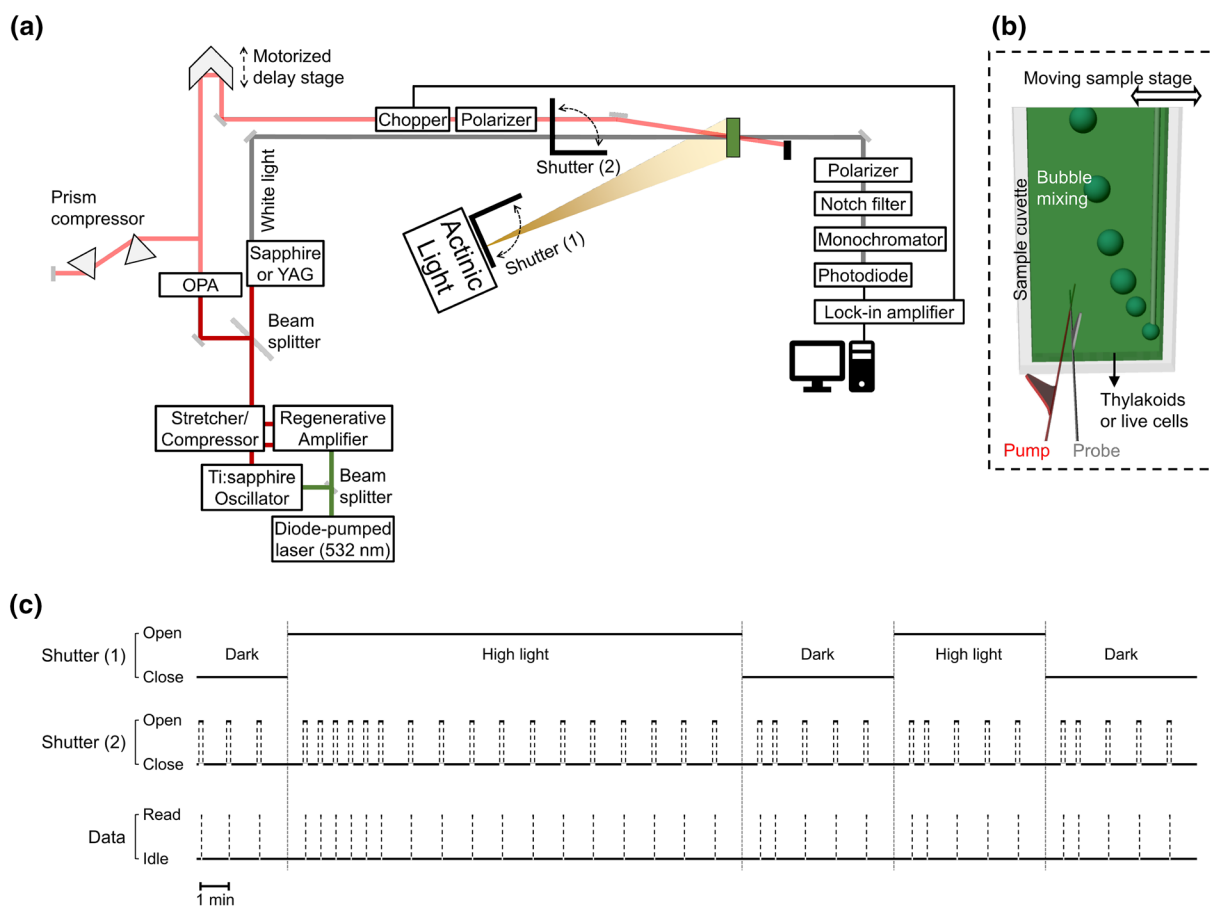 (a)
Motorized
delay stage
Chopper
Polarizer
Shutter (2)
White light
Prism
compressor
Actinic
Light
Shutter (1)
Sapphire
or YAG
OPA
Beam
splitter
Polarizer
Notch filter
Monochromator
Photodiode
Lock-in amplifier
Stretcher/
Compressor
Regenerative
Amplifier
Ti:sapphire
Oscillator
Beam
splitter
Diode-pumped
laser (532 nm)
(b)
Moving sample stage
Bubble
mixing
Sample cuvette
Thylakoids
or live cells
Pump
Probe
(c)
Shutter (1)
Open
Close
Dark
High light
Dark
High light
Dark
Shutter (2)
Open
Close
Data
Read
Idle
1 min